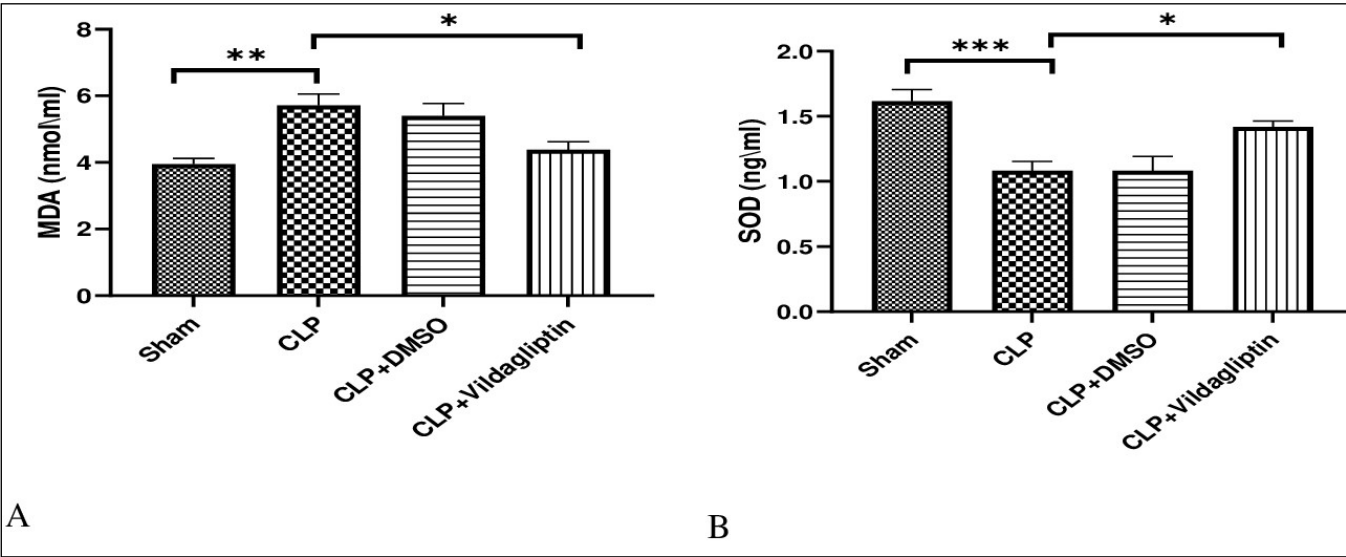 MDA (nmol\ml)
8
6
4
2
0
**
*
Sham
CLP
CLP+DMSO
CLP+Vildagliptin
A
SOD (ng\ml)
2.0
1.5
1.0
0.5
0.0
***
*
Sham
CLP
CLP+DMSO
CLP+Vildagliptin
B